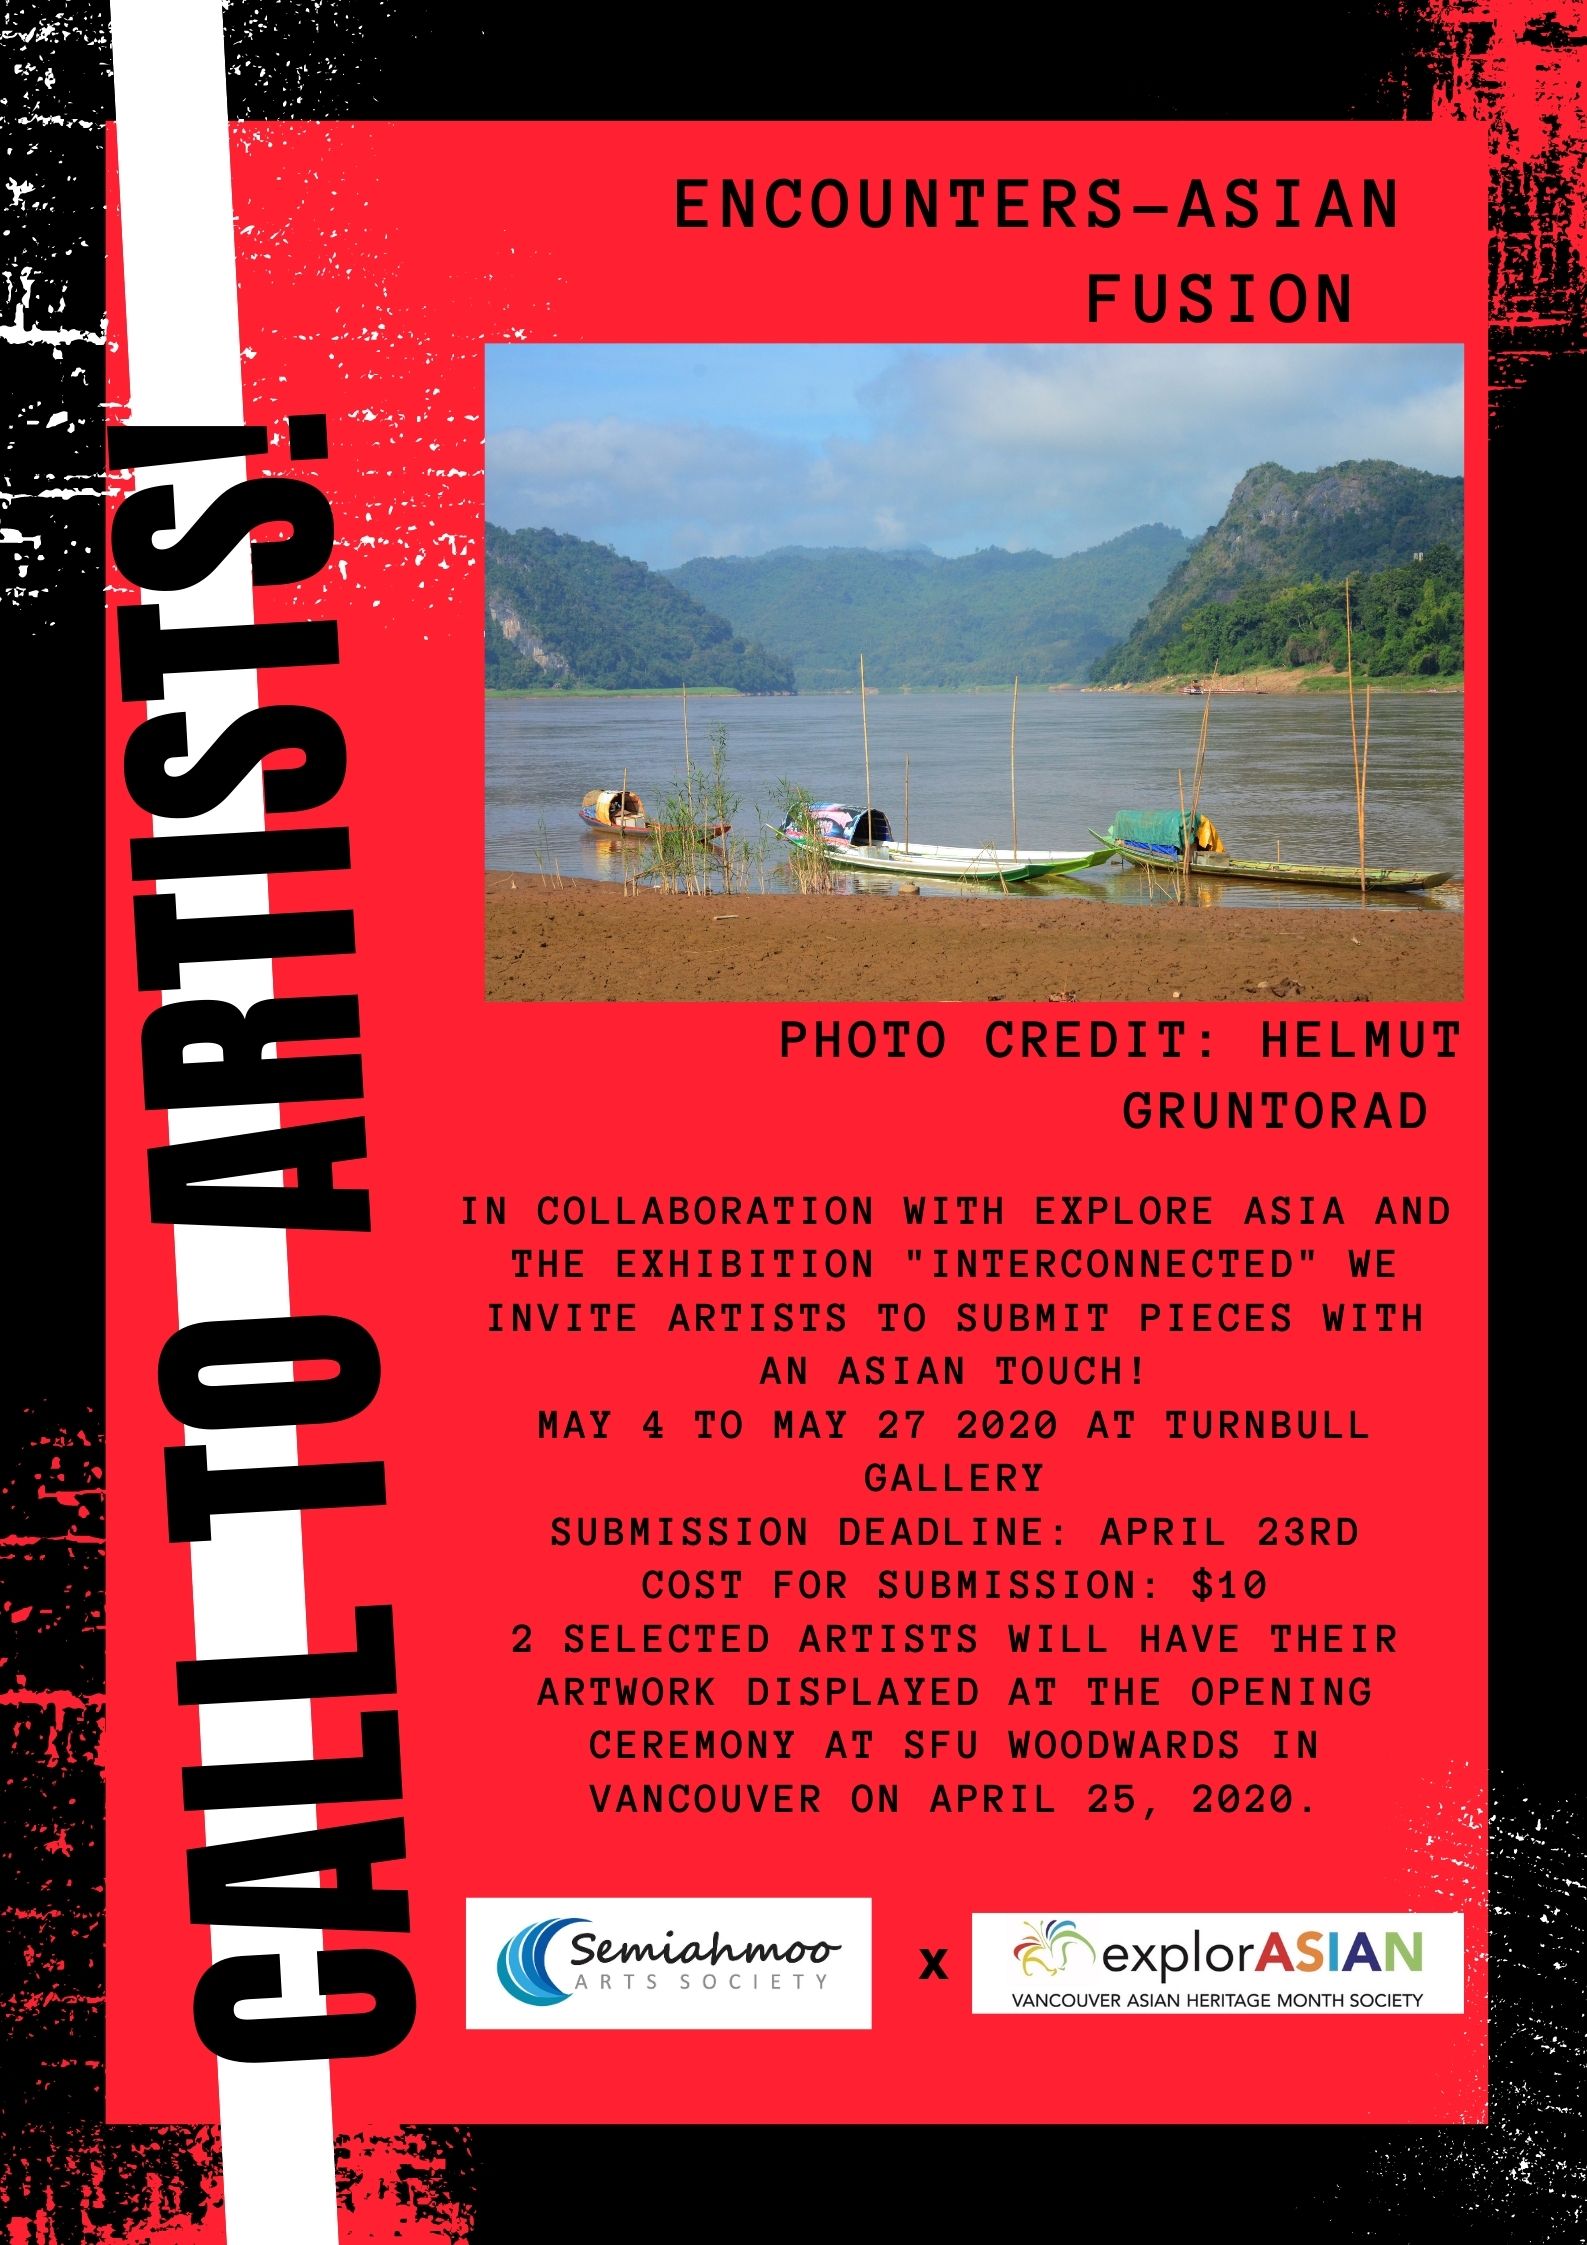 CALL TO ARTISTS!
ENCOUNTERS—ASIAN
FUSION
PHOTO CREDIT: HELMUT
GRUNTORAD
IN COLLABORATION WITH EXPLORE ASIA AND
THE EXHIBITION "INTERCONNECTED" WE
INVITE ARTISTS TO SUBMIT PIECES WITH
AN ASIAN TOUCH!
MAY 4 TO MAY 27 2020 AT TURNBULL
GALLERY
SUBMISSION DEADLINE: APRIL 23RD
COST FOR SUBMISSION: $10
2 SELECTED ARTISTS WILL HAVE THEIR
ARTWORK DISPLAYED AT THE OPENING
CEREMONY AT SFU WOODWARDS IN
VANCOUVER ON APRIL 25, 2020.
Semiahmoo
ARTS SOCIETY
x
explorASIAN
VANCOUVER ASIAN HERITAGE MONTH SOCIETY